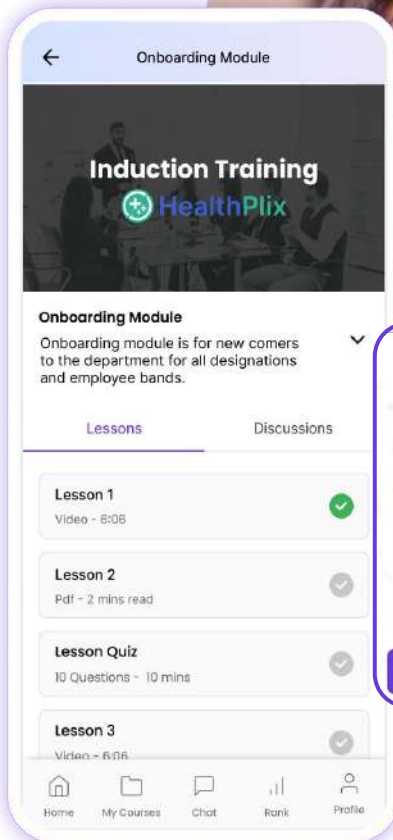 Onboarding Module
Induction Training
HealthPlix
Onboarding Module
Onboarding module is for new comers
to the department for all designations
and employee bands.
Lessons
Discussions
Lesson 1
Video - 6:06
Lesson 2
Pdf - 2 mins read
Lesson Quiz
10 Questions - 10 mins
Lesson 3
Video - 6:06
Home
My Courses
Chat
Rank
Profile